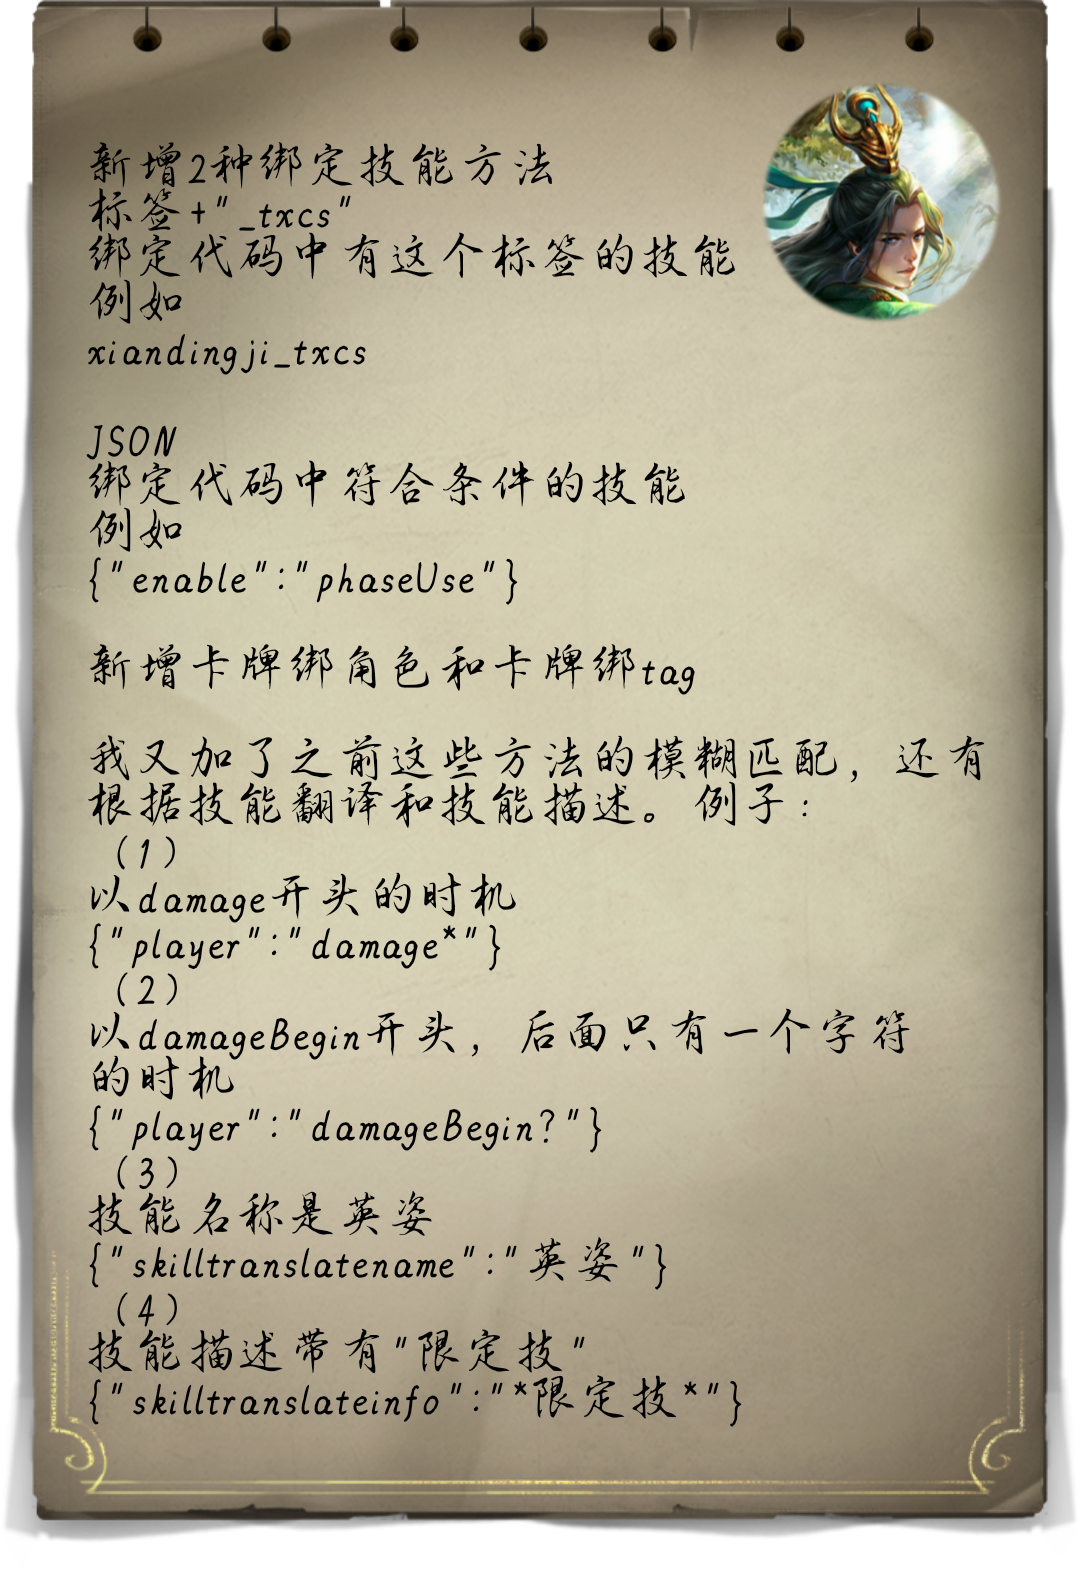 新增2种绑定技能方法
标签+"_txcs"
绑定代码中有这个标签的技能
例如
xiandingji_txcs
JSON
绑定代码中符合条件的技能
例如
{"enable":"phaseUse"}
新增卡牌绑角色和卡牌绑tag
我又加了之前这些方法的模糊匹配，还有
根据技能翻译和技能描述。例子：
（1）
以damage开头的时机
{"player":"damage*"}
（2）
以damageBegin开头，后面只有一个字符
的时机
{"player":"damageBegin?"}
（3）
技能名称是英姿
{"skilltranslatename":"英姿"}
（4）
技能描述带有"限定技"
{"skilltranslateinfo":"*限定技*"}